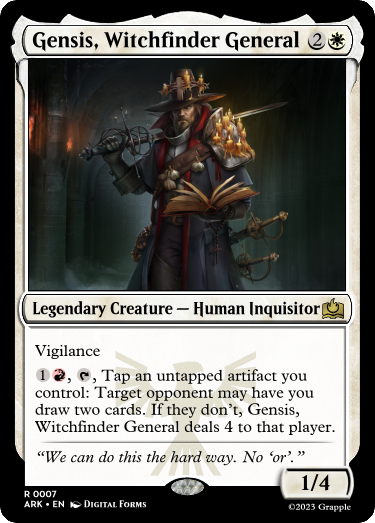 Gensis, Witchfinder General 2
Legendary Creature — Human Inquisitor
Vigilance
1, , Tap an untapped artifact you
control: Target opponent may have you
draw two cards. If they don't, Gensis,
Witchfinder General deals 4 to that player.
“We can do this the hard way. No ‘or’.”
1/4
R 0007
ARK • EN Digital Forms
©2023 Grapple